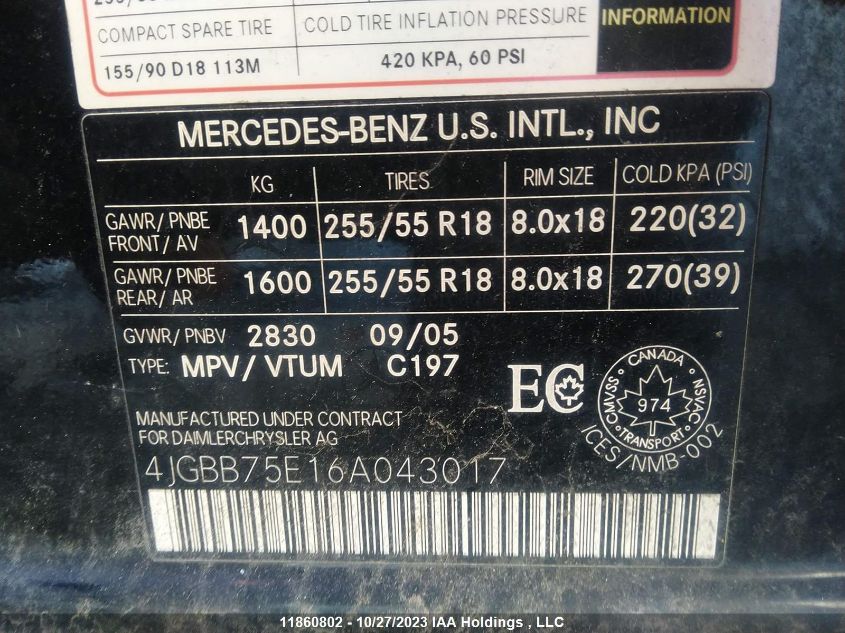 COMPACT SPARE TIRE COLD TIRE INFLATION PRESSURE
INFORMATION
155/90 D18 113M 420 KPA, 60 PSI
MERCEDES-BENZ U.S. INTL., INC
KG TIRES RIM SIZE COLD KPA (PSI)
GAWR/ PNBE FRONT / AV 1400 255/55 R18 8.0x18 220(32)
GAWR/ PNBE REAR/ AR 1600 255/55 R18 8.0x18 270(39)
GVWR/ PNBV 2830 09/05
TYPE: MPV/ VTUM C197
EC
CANADA
CMVSS NSVAC
974
TRANSPORT
ICES/NMB-002
MANUFACTURED UNDER CONTRACT
FOR DAIMLERCHRYSLER AG
4JGBB75E16A043017
11860802 - 10/27/2023 IAA Holdings , LLC